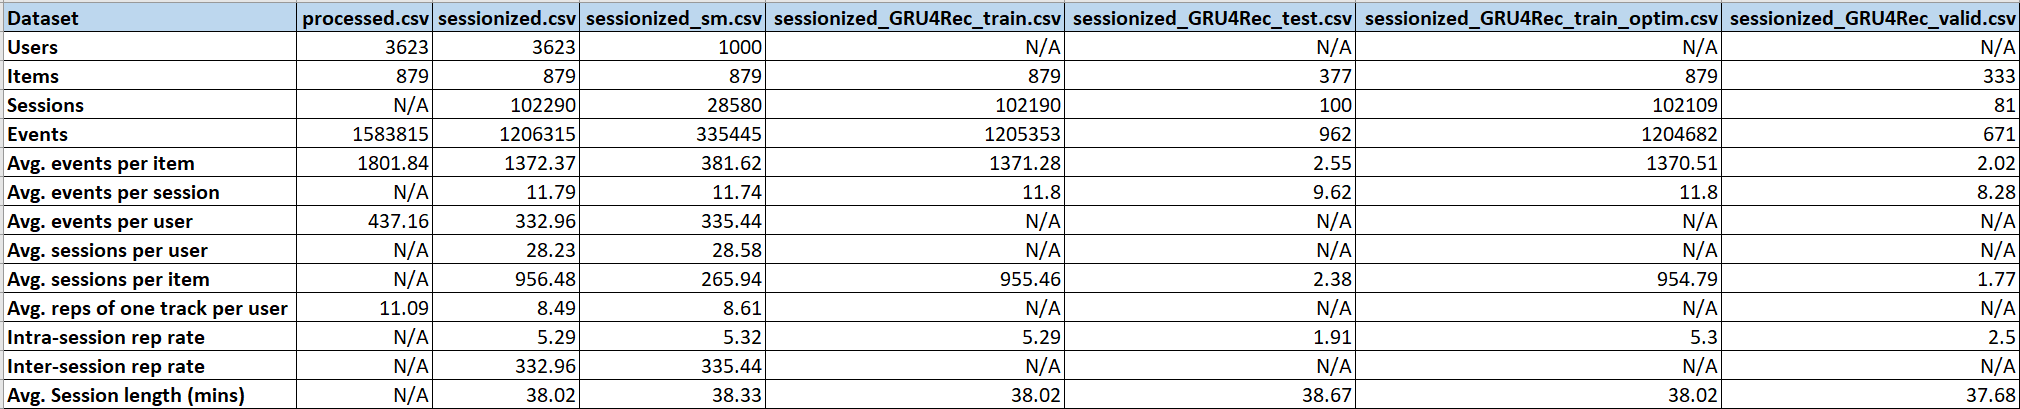 Dataset processed.csv sessionized.csv sessionized_sm.csv sessionized_GRU4Rec_train.csv sessionized_GRU4Rec_test.csv sessionized_GRU4Rec_train_optim.csv sessionized_GRU4Rec_valid.csv
Users 3623 3623 1000 N/A N/A N/A N/A
Items 879 879 879 879 377 879 333
Sessions N/A 102290 28580 102190 100 102109 81
Events 1583815 1206315 335445 1205353 962 1204682 671
Avg. events per item 1801.84 1372.37 381.62 1371.28 2.55 1370.51 2.02
Avg. events per session N/A 11.79 11.74 11.8 9.62 11.8 8.28
Avg. events per user 437.16 332.96 335.44 N/A N/A N/A N/A
Avg. sessions per user N/A 28.23 28.58 N/A N/A N/A N/A
Avg. sessions per item N/A 956.48 265.94 955.46 2.38 954.79 1.77
Avg. reps of one track per user 11.09 8.49 8.61 N/A N/A N/A N/A
Intra-session rep rate N/A 5.29 5.32 5.29 1.91 5.3 2.5
Inter-session rep rate N/A 332.96 335.44 N/A N/A N/A N/A
Avg. Session length (mins) N/A 38.02 38.33 38.02 38.67 38.02 37.68